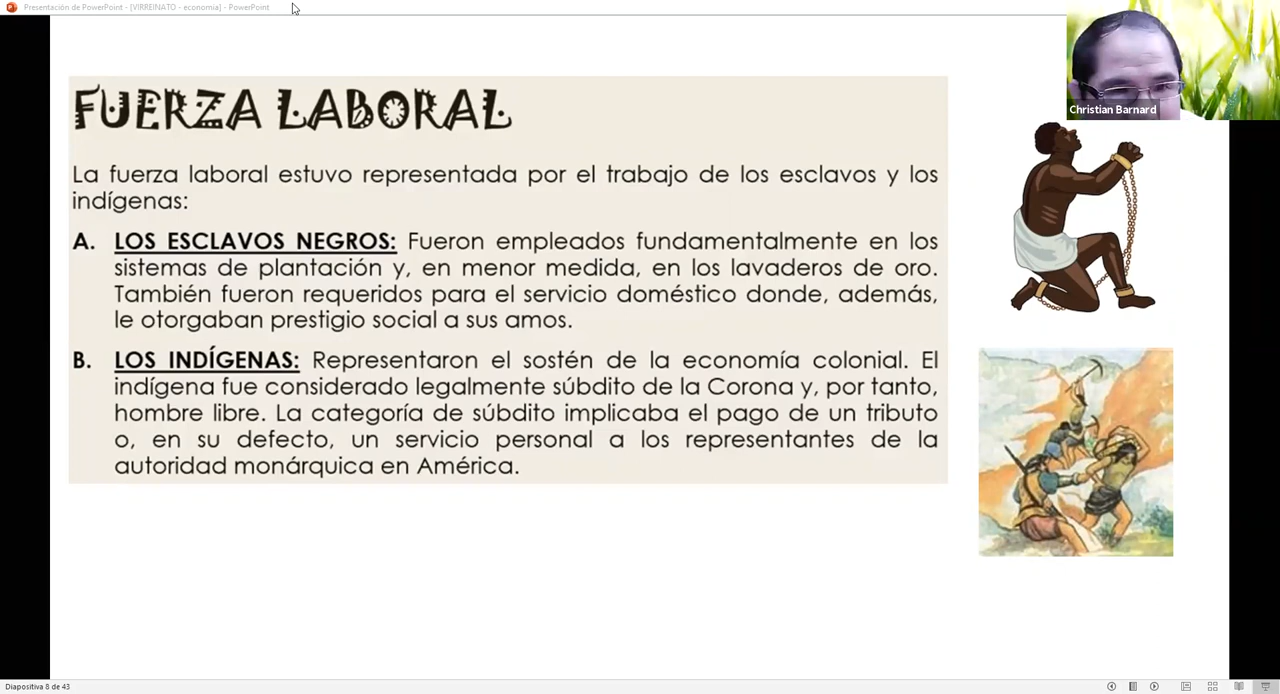 Presentación de PowerPoint - [VIRREINATO - economia] - PowerPoint
Christian Barnard
FUERZA LABORAL
La fuerza laboral estuvo representada por el trabajo de los esclavos y los
indígenas:
A. LOS ESCLAVOS NEGROS: Fueron empleados fundamentalmente en los
sistemas de plantación y, en menor medida, en los lavaderos de oro.
También fueron requeridos para el servicio doméstico donde, además,
le otorgaban prestigio social a sus amos.
B. LOS INDÍGENAS: Representaron el sostén de la economía colonial. El
indígena fue considerado legalmente súbdito de la Corona y, por tanto,
hombre libre. La categoría de súbdito implicaba el pago de un tributo
o, en su defecto, un servicio personal a los representantes de la
autoridad monárquica en América.
Diapositiva 8 de 43